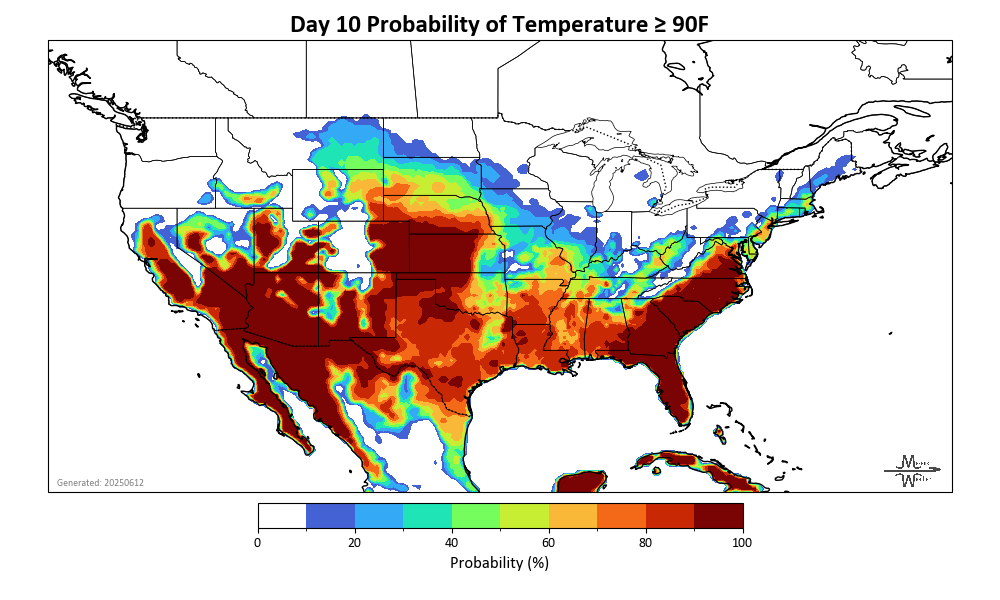 Day 10 Probability of Temperature ≥ 90F
Generated: 20250612
0 20 40 60 80 100
Probability (%)